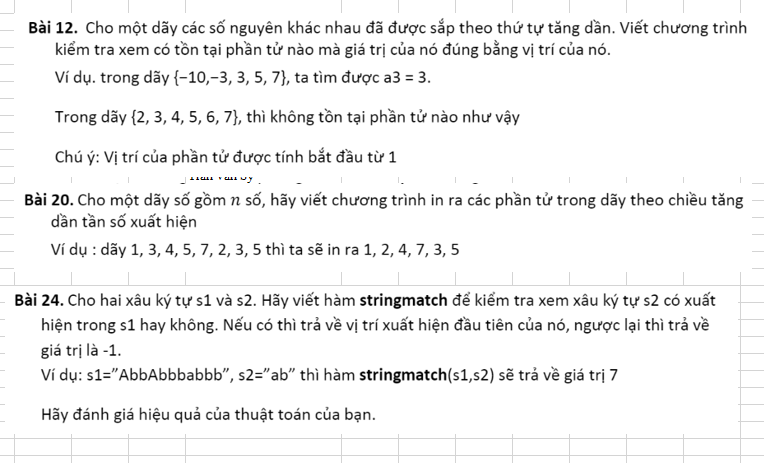 Bài 12. Cho một dãy các số nguyên khác nhau đã được sắp theo thứ tự tăng dần. Viết chương trình
kiểm tra xem có tồn tại phần tử nào mà giá trị của nó đúng bằng vị trí của nó.
Ví dụ. trong dãy {−10,−3, 3, 5, 7}, ta tìm được a3 = 3.
Trong dãy {2, 3, 4, 5, 6, 7}, thì không tồn tại phần tử nào như vậy
Chú ý: Vị trí của phần tử được tính bắt đầu từ 1
Bài 20. Cho một dãy số gồm n số, hãy viết chương trình in ra các phần tử trong dãy theo chiều tăng
dần tần số xuất hiện
Ví dụ : dãy 1, 3, 4, 5, 7, 2, 3, 5 thì ta sẽ in ra 1, 2, 4, 7, 3, 5
Bài 24. Cho hai xâu ký tự s1 và s2. Hãy viết hàm stringmatch để kiểm tra xem xâu ký tự s2 có xuất
hiện trong s1 hay không. Nếu có thì trả về vị trí xuất hiện đầu tiên của nó, ngược lại thì trả về
giá trị là -1.
Ví dụ: s1=”AbbAbbbabbb”, s2=”ab” thì hàm stringmatch(s1,s2) sẽ trả về giá trị 7
Hãy đánh giá hiệu quả của thuật toán của bạn.